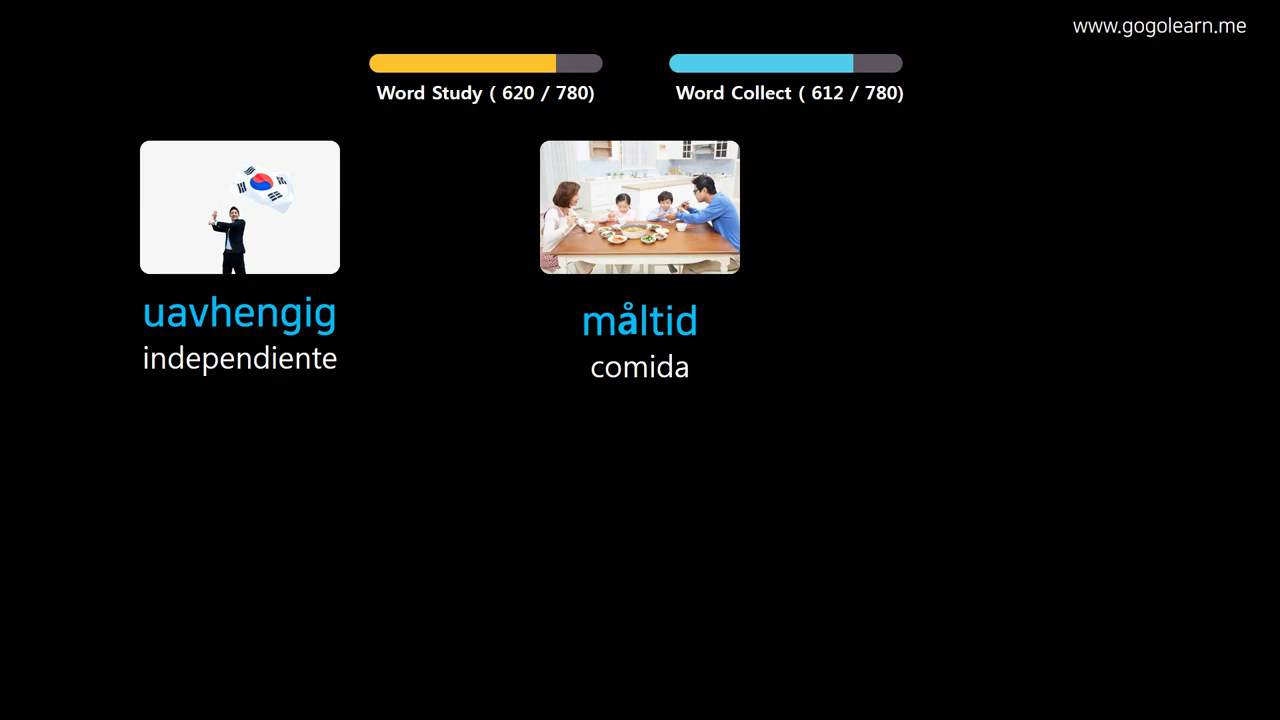 www.gogolearn.me
Word Study ( 620 / 780)
Word Collect ( 612 / 780)
uavhengig
independiente
måltid
comida